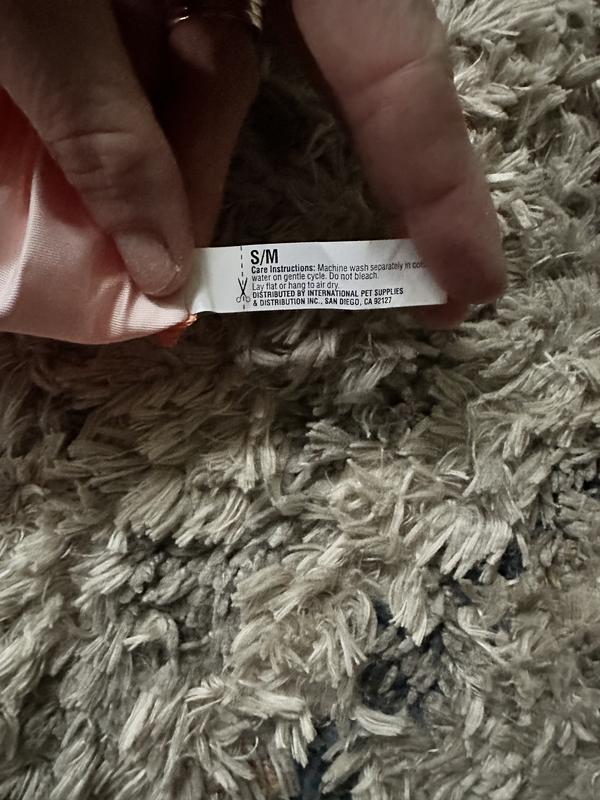 S/M
Care Instructions: Machine wash separately in
water on gentle cycle. Do not bleach.
Lay flat or hang to air dry.
DISTRIBUTED BY INTERNATIONAL PET SUPPLIES
& DISTRIBUTION INC., SAN DIEGO, CA 92127